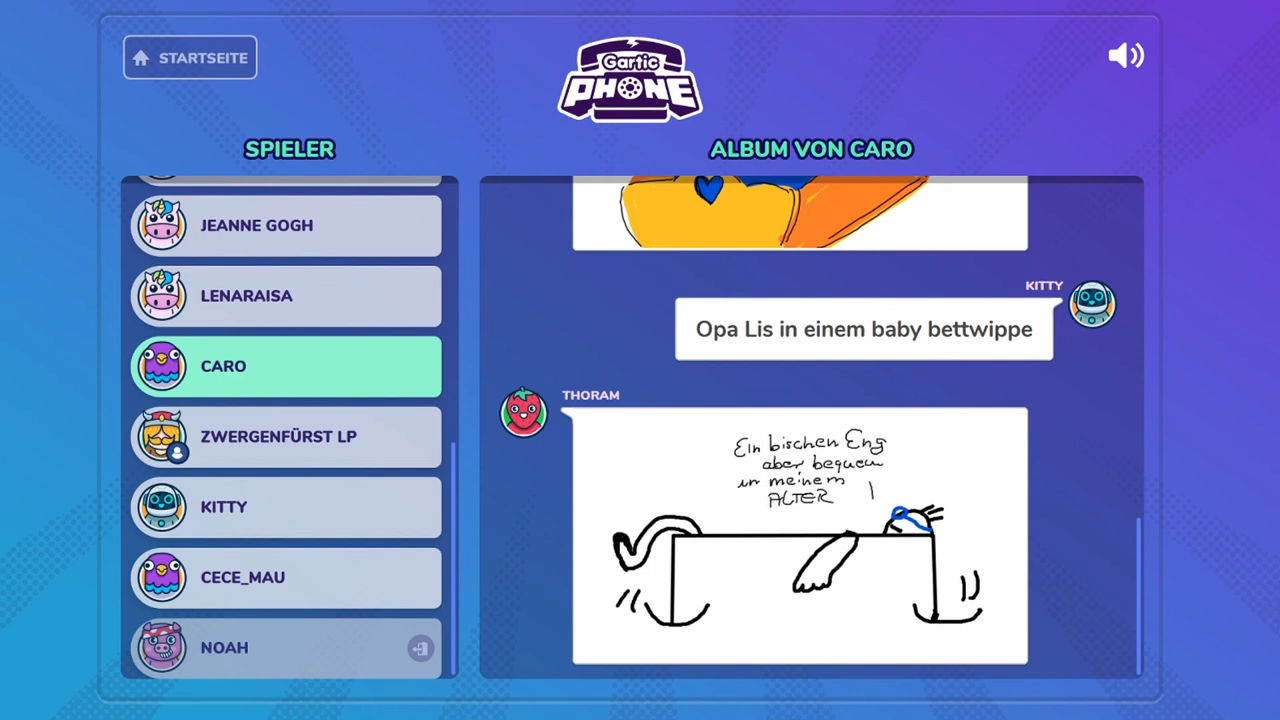 STARTSEITE
Gartic
PHONE
SPIELER
ALBUM VON CARO
JEANNE GOGH
LENARAISA
CARO
ZWERGENFÜRST LP
KITTY
CECE_MAU
NOAH
KITTY
Opa Lis in einem baby bettwippe
THORAM
Ein bischen Eng
aber bequem
in meinem
ALTER !